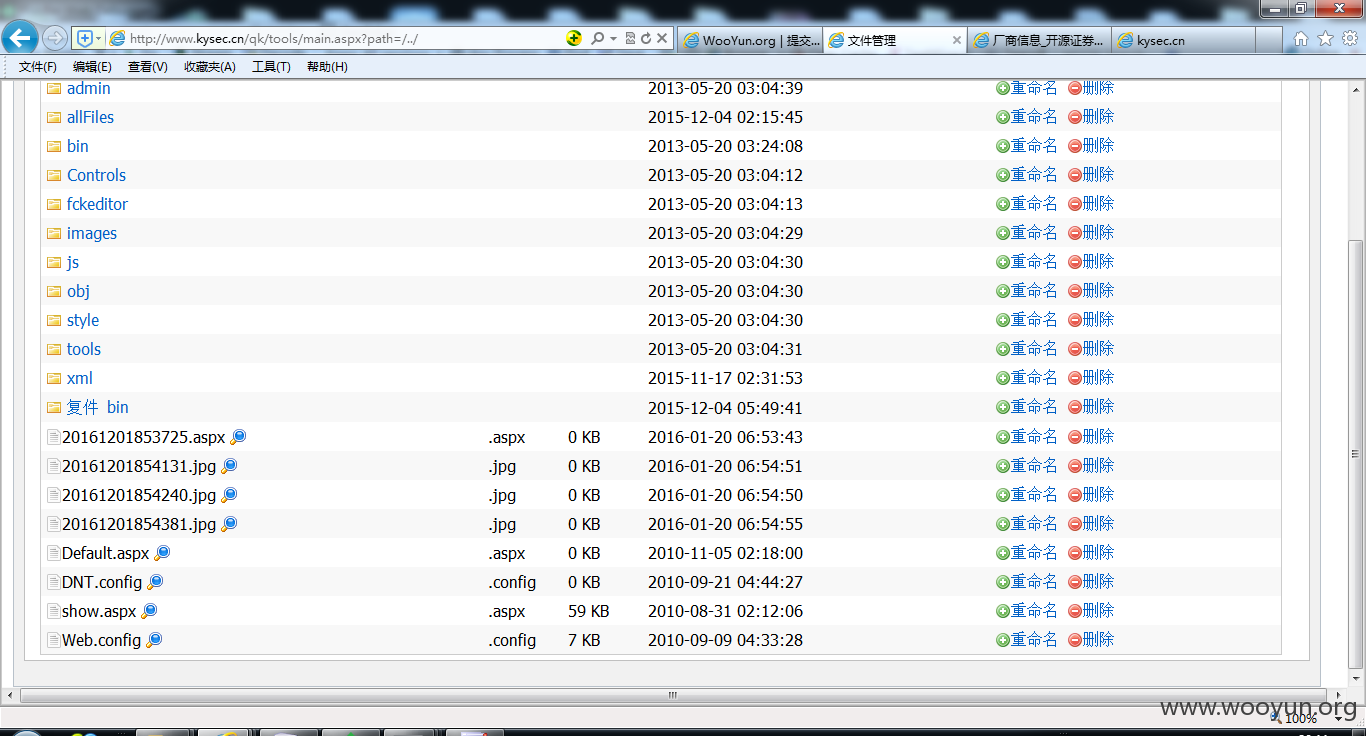 http://www.kysec.cn/qk/tools/main.aspx?path=/../
WooYun.org | 提交...
文件管理
厂商信息_开源证券...
kysec.cn
文件(F) 编辑(E) 查看(V) 收藏夹(A) 工具(T) 帮助(H)
admin 2013-05-20 03:04:39 重命名 删除
allFiles 2015-12-04 02:15:45 重命名 删除
bin 2013-05-20 03:24:08 重命名 删除
Controls 2013-05-20 03:04:12 重命名 删除
fckeditor 2013-05-20 03:04:13 重命名 删除
images 2013-05-20 03:04:29 重命名 删除
js 2013-05-20 03:04:30 重命名 删除
obj 2013-05-20 03:04:30 重命名 删除
style 2013-05-20 03:04:30 重命名 删除
tools 2013-05-20 03:04:31 重命名 删除
xml 2015-11-17 02:31:53 重命名 删除
复件 bin 2015-12-04 05:49:41 重命名 删除
20161201853725.aspx .aspx 0 KB 2016-01-20 06:53:43 重命名 删除
20161201854131.jpg .jpg 0 KB 2016-01-20 06:54:51 重命名 删除
20161201854240.jpg .jpg 0 KB 2016-01-20 06:54:50 重命名 删除
20161201854381.jpg .jpg 0 KB 2016-01-20 06:54:55 重命名 删除
Default.aspx .aspx 0 KB 2010-11-05 02:18:00 重命名 删除
DNT.config .config 0 KB 2010-09-21 04:44:27 重命名 删除
show.aspx .aspx 59 KB 2010-08-31 02:12:06 重命名 删除
Web.config .config 7 KB 2010-09-09 04:33:28 重命名 删除
www.wooyun.org
100%